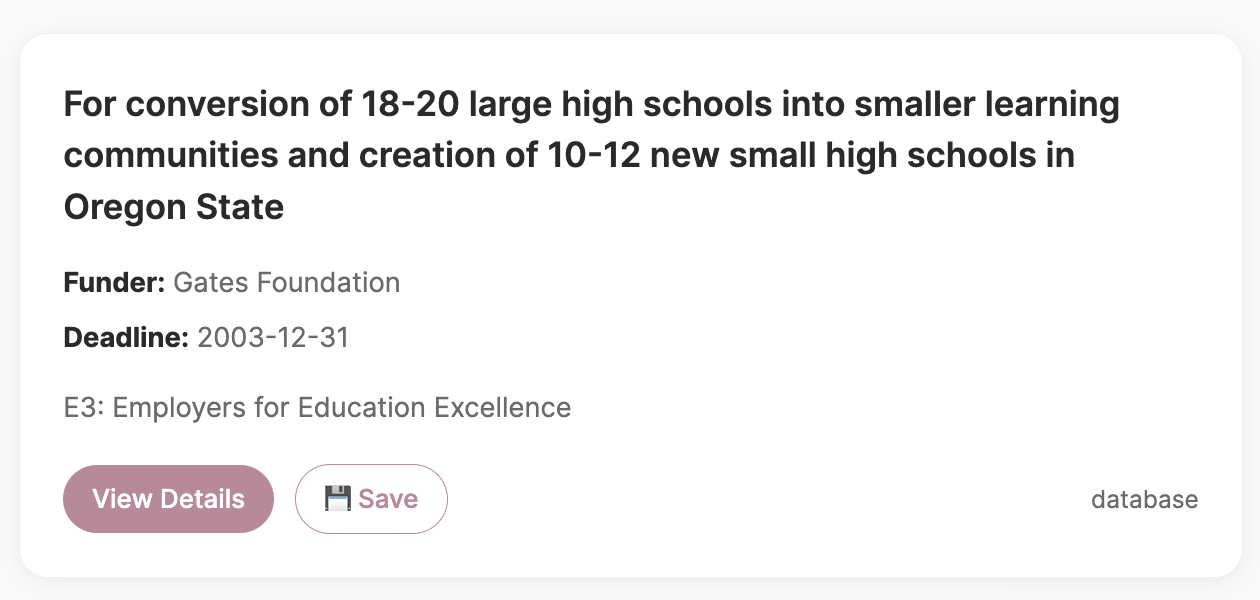 For conversion of 18-20 large high schools into smaller learning
communities and creation of 10-12 new small high schools in
Oregon State
Funder: Gates Foundation
Deadline: 2003-12-31
E3: Employers for Education Excellence
View Details
💾 Save
database